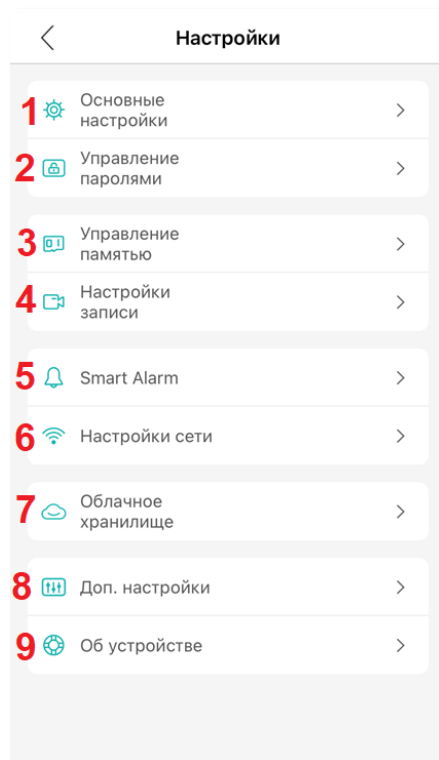 Настройки
1 Основные
настройки
2 Управление
паролями
3 Управление
памятью
4 Настройки
записи
5 Smart Alarm
6 Настройки сети
7 Облачное
хранилище
8 Доп. настройки
9 Об устройстве